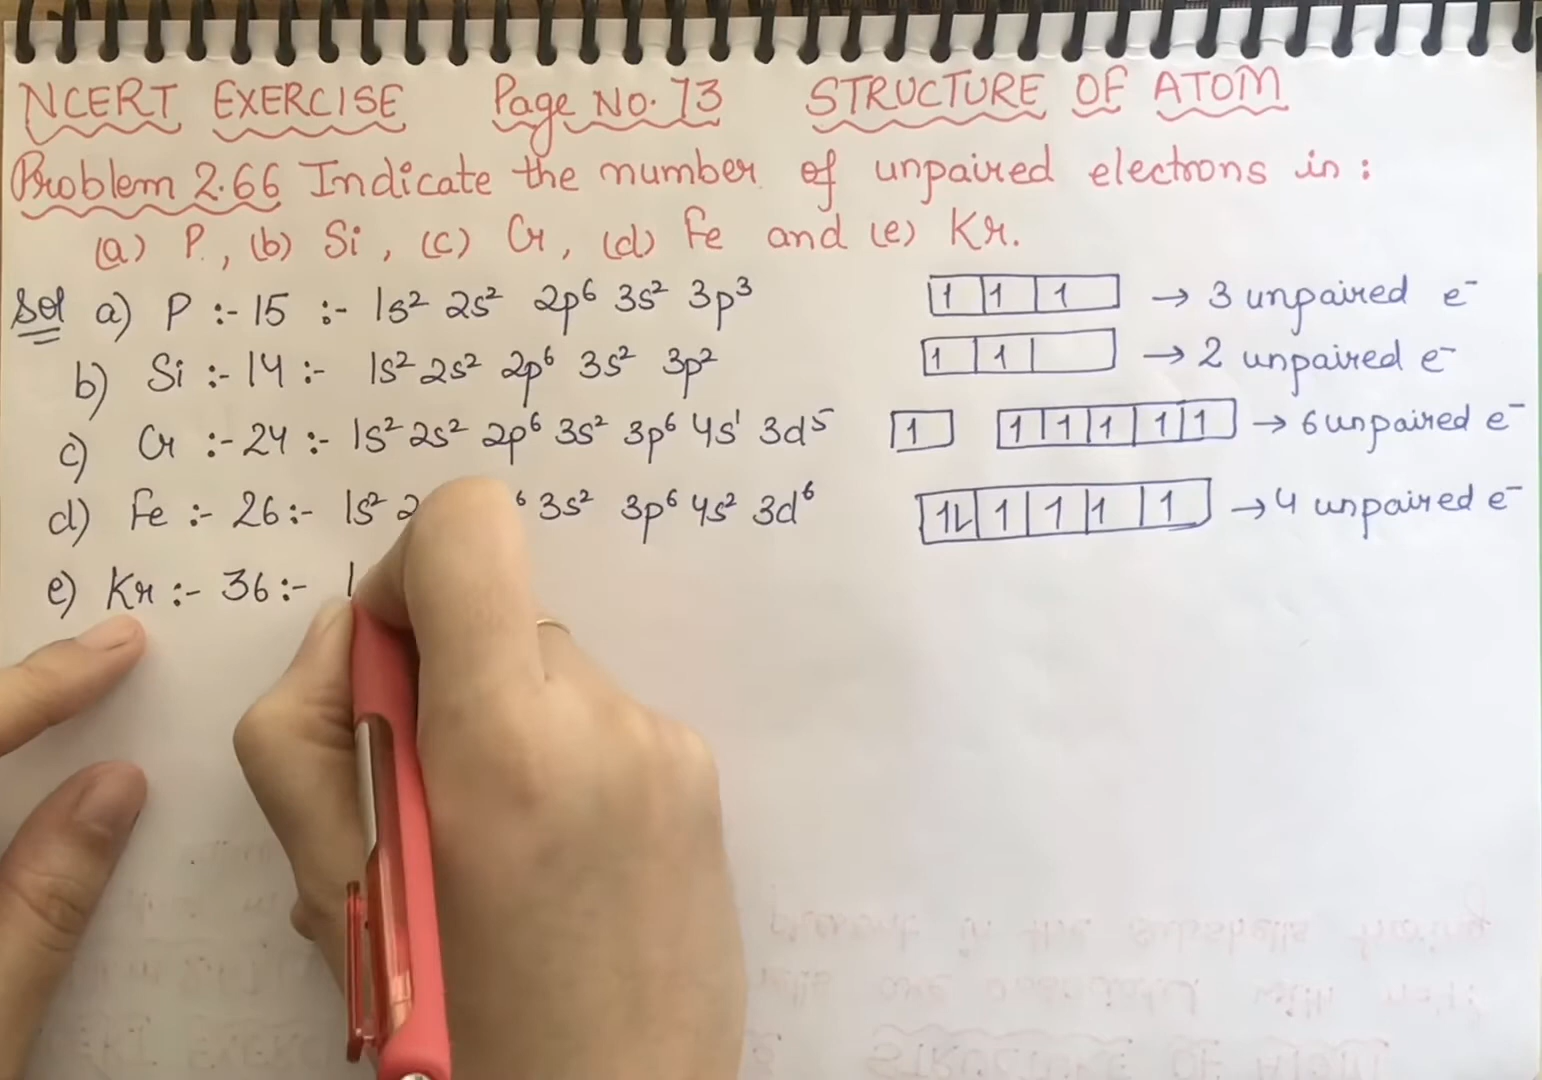 NCERT EXERCISE Page No. 73 STRUCTURE OF ATOM
Problem 2.66 Indicate the number of unpaired electrons in :
(a) P , (b) Si , (c) Cr , (d) Fe and (e) Kr.
Sol a) P :- 15 :- 1s² 2s² 2p⁶ 3s² 3p³ 1 1 1 → 3 unpaired e⁻
b) Si :- 14 :- 1s² 2s² 2p⁶ 3s² 3p² 1 1 → 2 unpaired e⁻
c) Cr :- 24 :- 1s² 2s² 2p⁶ 3s² 3p⁶ 4s¹ 3d⁵ 1 1 1 1 1 1 → 6 unpaired e⁻
d) Fe :- 26 :- 1s² 2 ⁶ 3s² 3p⁶ 4s² 3d⁶ 1⇂ 1 1 1 1 → 4 unpaired e⁻
e) Kr :- 36 :- 1